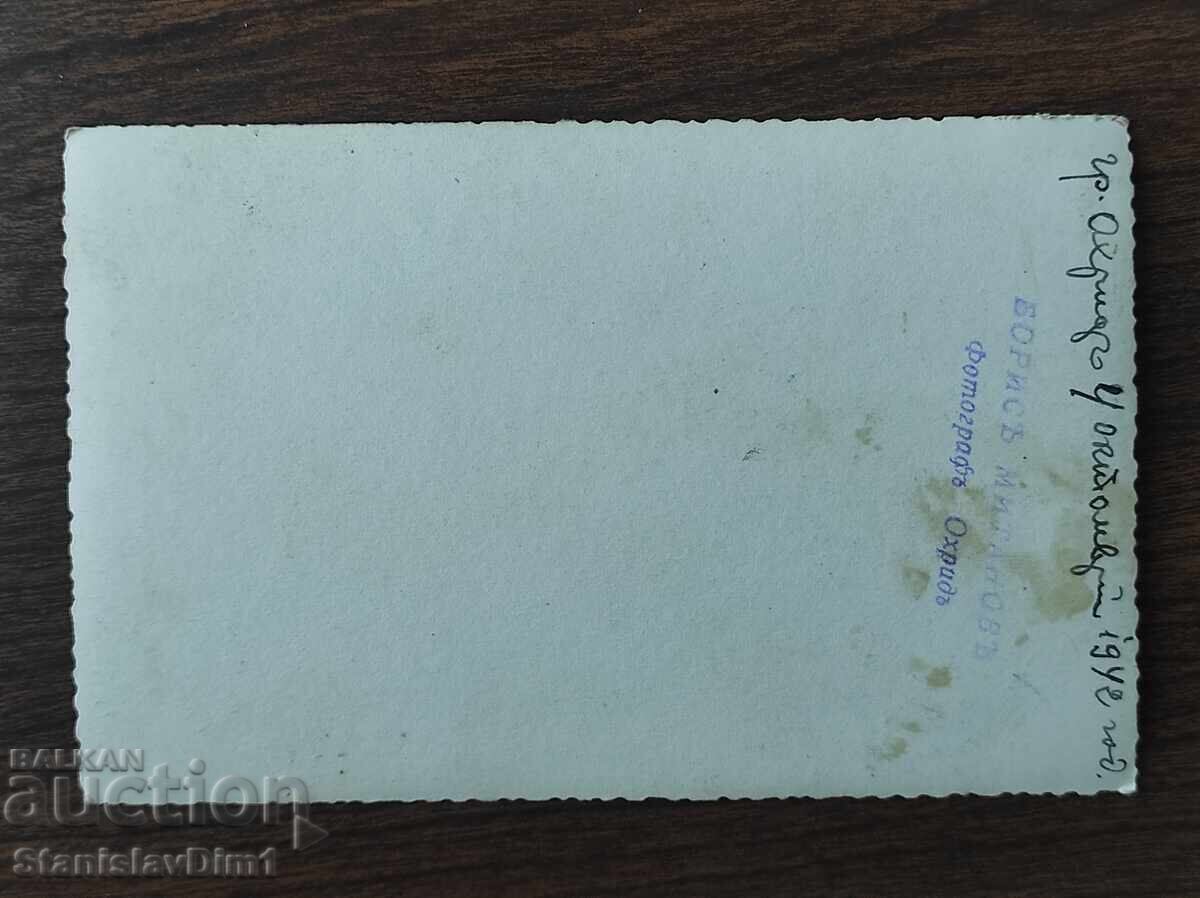 гр. Охридъ 4 октомврий 1942 год.
БОРИСЪ
Фотографъ Охридъ
BALKAN
auction
StanislavDim1